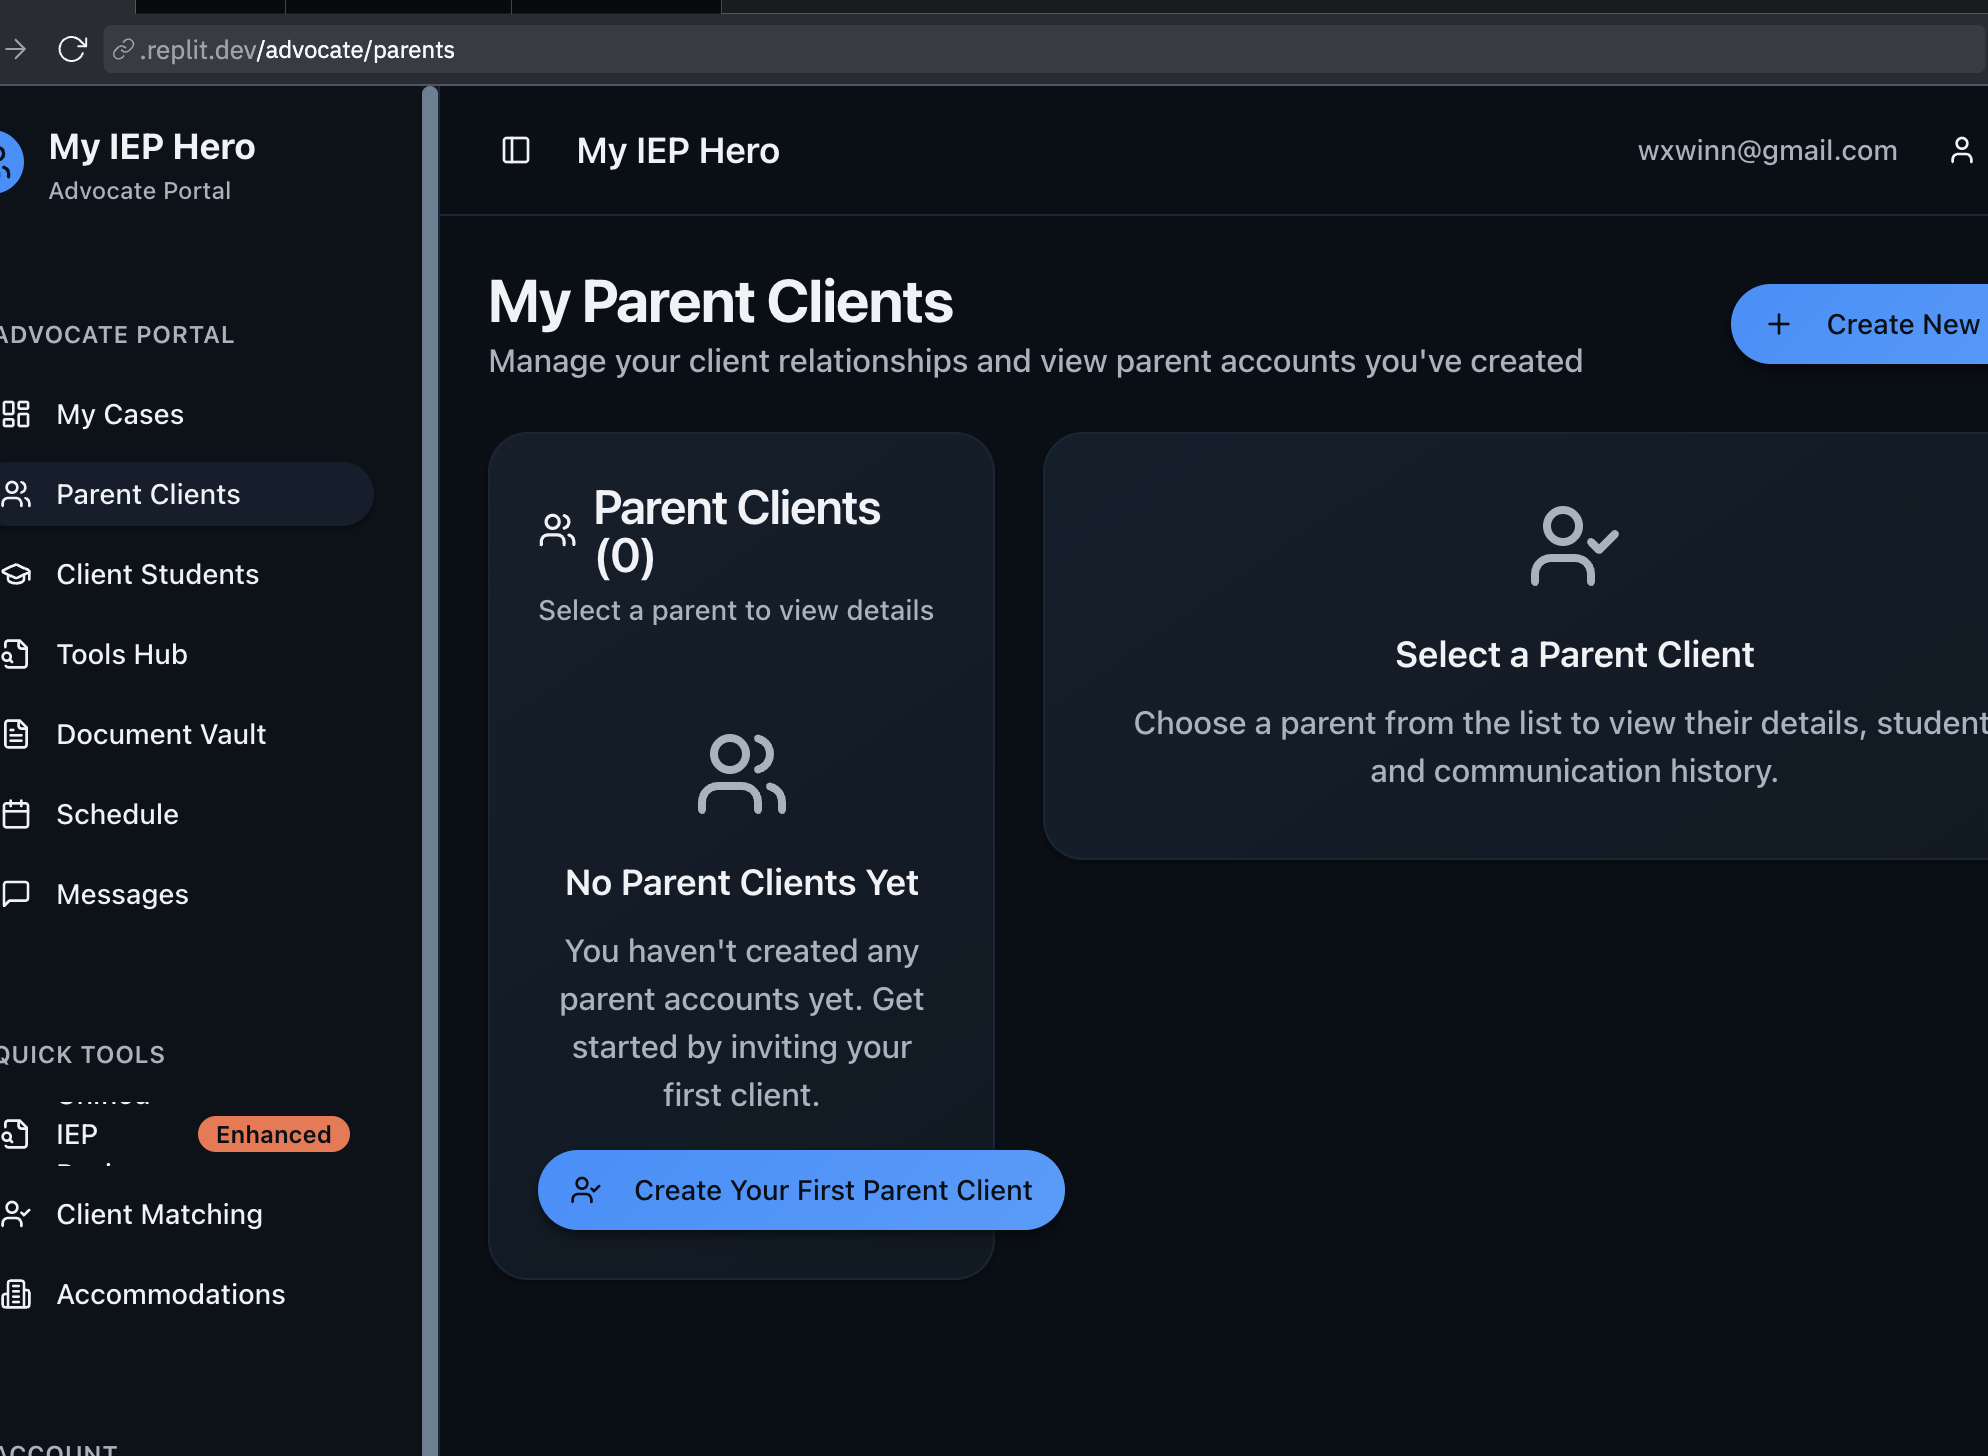 .replit.dev/advocate/parents
My IEP Hero
Advocate Portal
My IEP Hero
wxwinn@gmail.com
ADVOCATE PORTAL
My Cases
Parent Clients
Client Students
Tools Hub
Document Vault
Schedule
Messages
QUICK TOOLS
IEP
Enhanced
Client Matching
Accommodations
ACCOUNT
My Parent Clients
Manage your client relationships and view parent accounts you've created
Create New
Parent Clients
(0)
Select a parent to view details
No Parent Clients Yet
You haven't created any
parent accounts yet. Get
started by inviting your
first client.
Create Your First Parent Client
Select a Parent Client
Choose a parent from the list to view their details, student
and communication history.